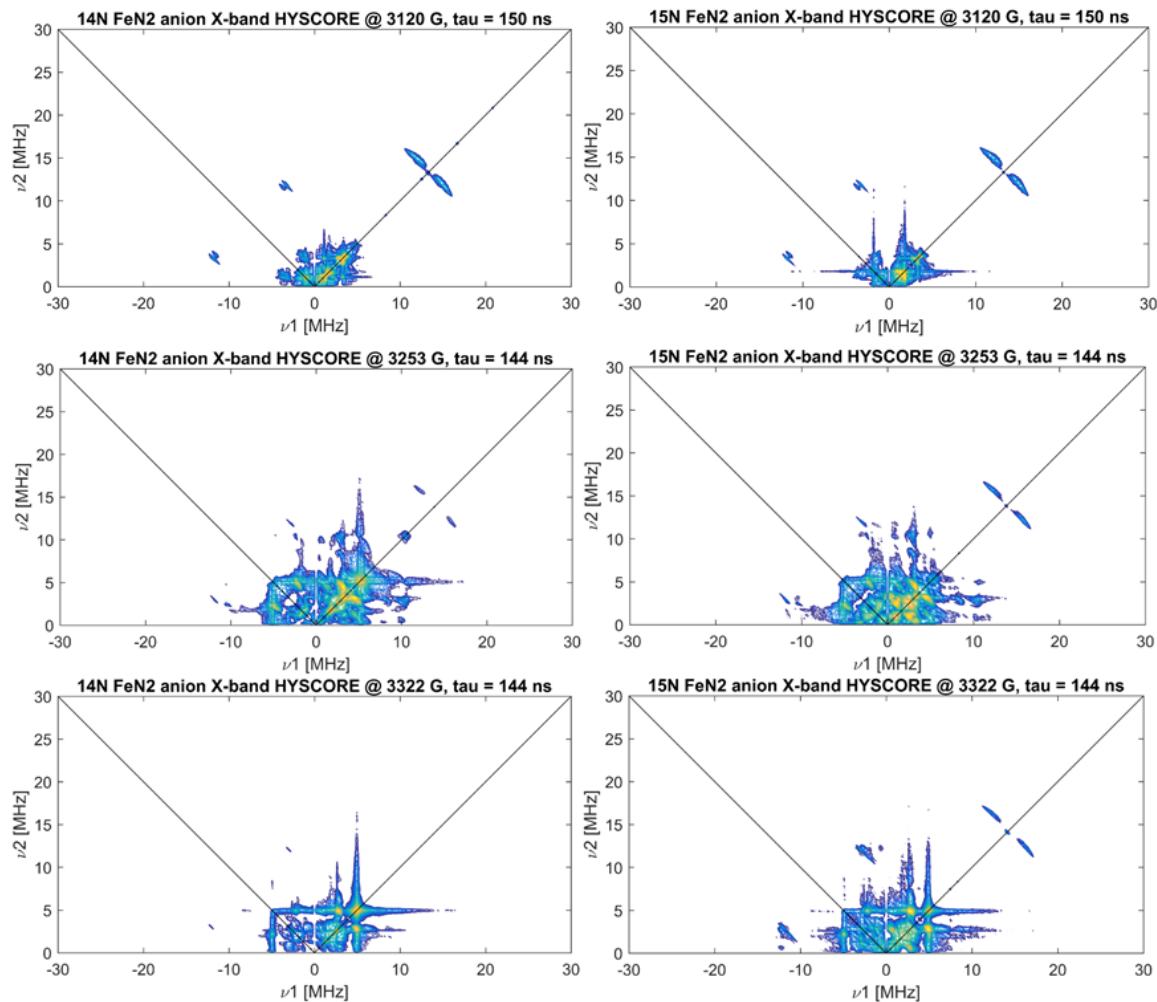 14N FeN2 anion X-band HYSCORE @ 3120 G, tau = 150 ns
30
25
20
15
10
5
0
ν2 [MHz]
-30 -20 -10 0 10 20 30
ν1 [MHz]
15N FeN2 anion X-band HYSCORE @ 3120 G, tau = 150 ns
30
25
20
15
10
5
0
ν2 [MHz]
-30 -20 -10 0 10 20 30
ν1 [MHz]
14N FeN2 anion X-band HYSCORE @ 3253 G, tau = 144 ns
30
25
20
15
10
5
0
ν2 [MHz]
-30 -20 -10 0 10 20 30
ν1 [MHz]
15N FeN2 anion X-band HYSCORE @ 3253 G, tau = 144 ns
30
25
20
15
10
5
0
ν2 [MHz]
-30 -20 -10 0 10 20 30
ν1 [MHz]
14N FeN2 anion X-band HYSCORE @ 3322 G, tau = 144 ns
30
25
20
15
10
5
0
ν2 [MHz]
-30 -20 -10 0 10 20 30
ν1 [MHz]
15N FeN2 anion X-band HYSCORE @ 3322 G, tau = 144 ns
30
25
20
15
10
5
0
ν2 [MHz]
-30 -20 -10 0 10 20 30
ν1 [MHz]